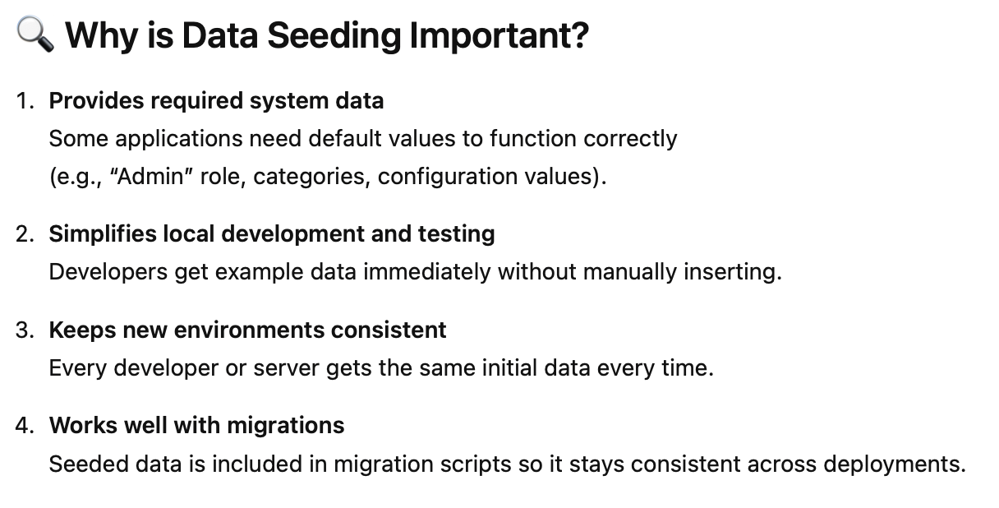 🔍 Why is Data Seeding Important?
1. Provides required system data
Some applications need default values to function correctly
(e.g., “Admin” role, categories, configuration values).
2. Simplifies local development and testing
Developers get example data immediately without manually inserting.
3. Keeps new environments consistent
Every developer or server gets the same initial data every time.
4. Works well with migrations
Seeded data is included in migration scripts so it stays consistent across deployments.